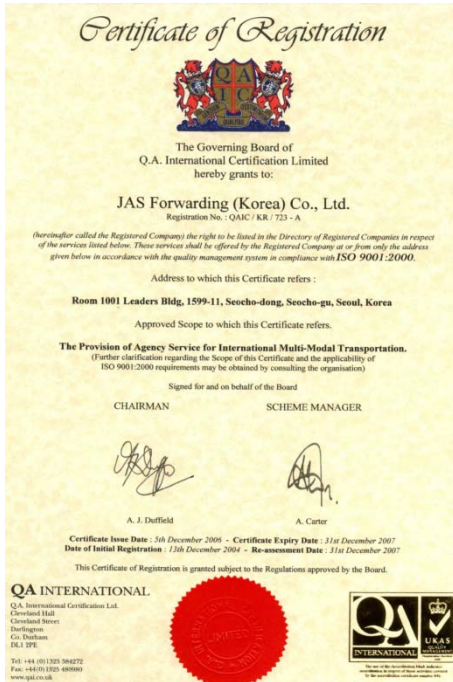 Certificate of Registration
QA
IC
The Governing Board of
Q.A. International Certification Limited
hereby grants to:
JAS Forwarding (Korea) Co., Ltd.
Registration No. : QAIC / KR / 723 - A
(hereinafter called the Registered Company) the right to be listed in the Directory of Registered Companies in respect
of the services listed below. These services shall be offered by the Registered Company at or from only the address
given below in accordance with the quality management system in compliance with ISO 9001:2000.
Address to which this Certificate refers :
Room 1001 Leaders Bldg, 1599-11, Seocho-dong, Seocho-gu, Seoul, Korea
Approved Scope to which this Certificate refers.
The Provision of Agency Service for International Multi-Modal Transportation.
(Further clarification regarding the Scope of this Certificate and the applicability of
ISO 9001:2000 requirements may be obtained by consulting the organisation)
Signed for and on behalf of the Board
CHAIRMAN SCHEME MANAGER
A. J. Duffield A. Carter
Certificate Issue Date : 5th December 2006 - Certificate Expiry Date : 31st December 2007
Date of Initial Registration : 13th December 2004 - Re-assessment Date : 31st December 2007
This Certificate of Registration is granted subject to the Regulations approved by the Board.
QA INTERNATIONAL
Q.A. International Certification Ltd.
Cleveland Hall
Cleveland Street
Darlington
Co. Durham
DL1 2PE
Tel: +44 (0)1325 384272
Fax: +44(0)1325 480980
www.qai.co.uk
LIMITED
QA
INTERNATIONAL
UKAS
QUALITY
MANAGEMENT